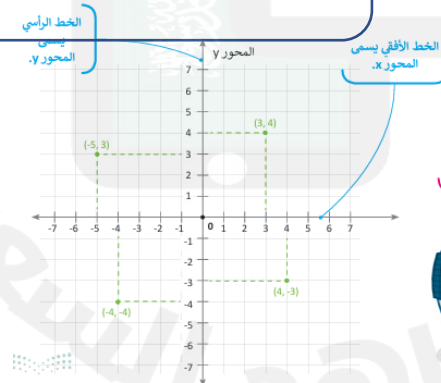 الخط الرأسي
يسمى
المحور y.
المحور y
الخط الأفقي يسمى
المحور x.
7
6
5
4
3
2
1
(3, 4)
(-5, 3)
-7 -6 -5 -4 -3 -2 -1 0 1 2 3 4 5 6 7
-1
-2
-3
-4
-5
-6
-7
(4, -3)
(-4, -4)